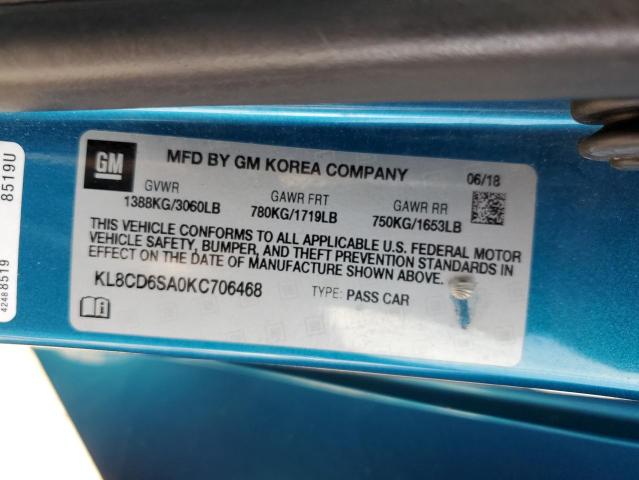 GM
MFD BY GM KOREA COMPANY 06/18
GVWR GAWR FRT GAWR RR
1388KG/3060LB 780KG/1719LB 750KG/1653LB
THIS VEHICLE CONFORMS TO ALL APPLICABLE U.S. FEDERAL MOTOR
VEHICLE SAFETY, BUMPER, AND THEFT PREVENTION STANDARDS IN
EFFECT ON THE DATE OF MANUFACTURE SHOWN ABOVE.
KL8CD6SA0KC706468 TYPE: PASS CAR
8519U
42488519